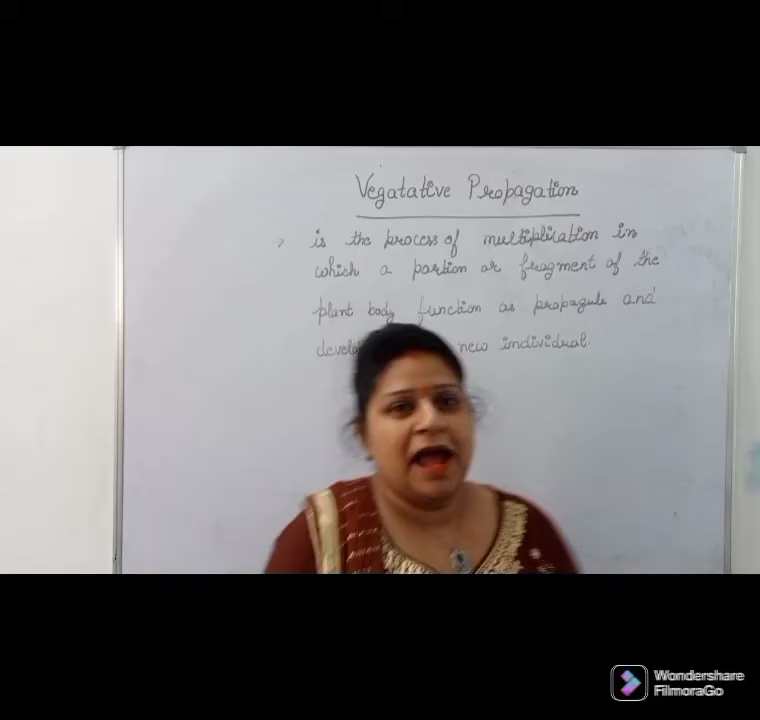 Vegatative Propagation
is the process of multiplication in
which a portion or fragment of the
plant body function as propagule and
new individual.
Wondershare
FilmoraGo